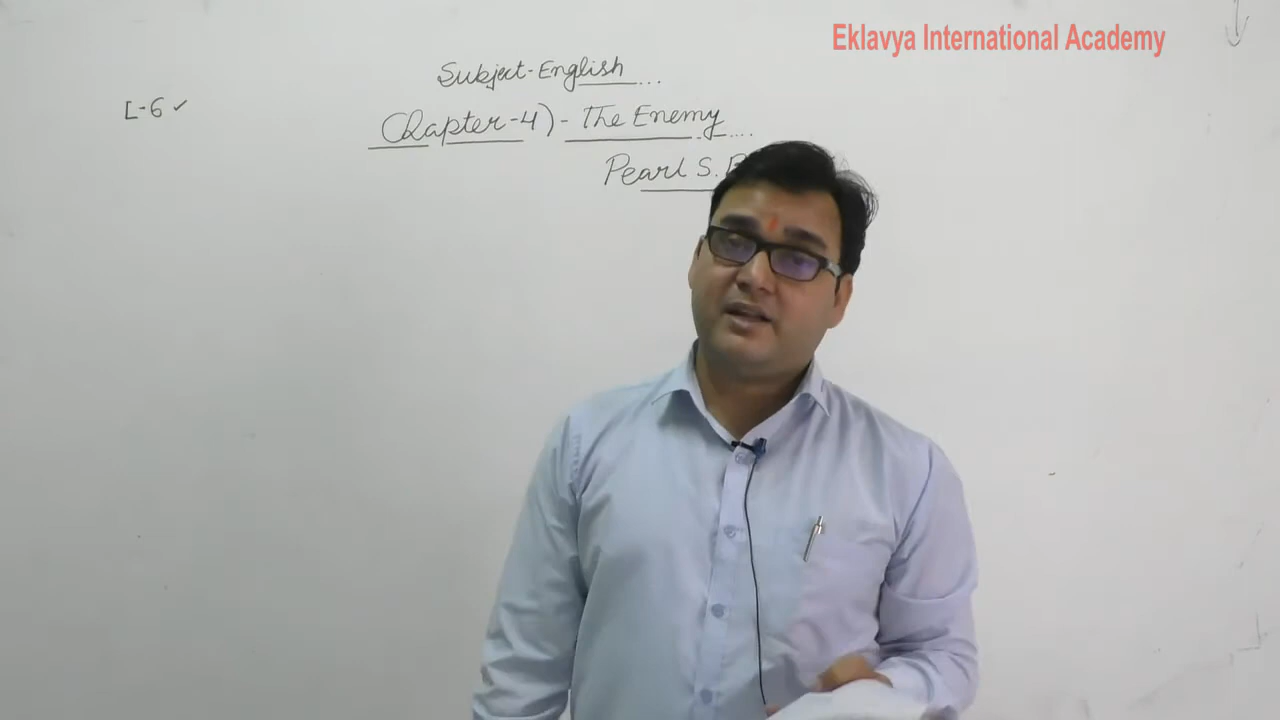 Eklavya International Academy
Subject-English...
L-6 ✓
Chapter-4)- The Enemy
Pearl S.